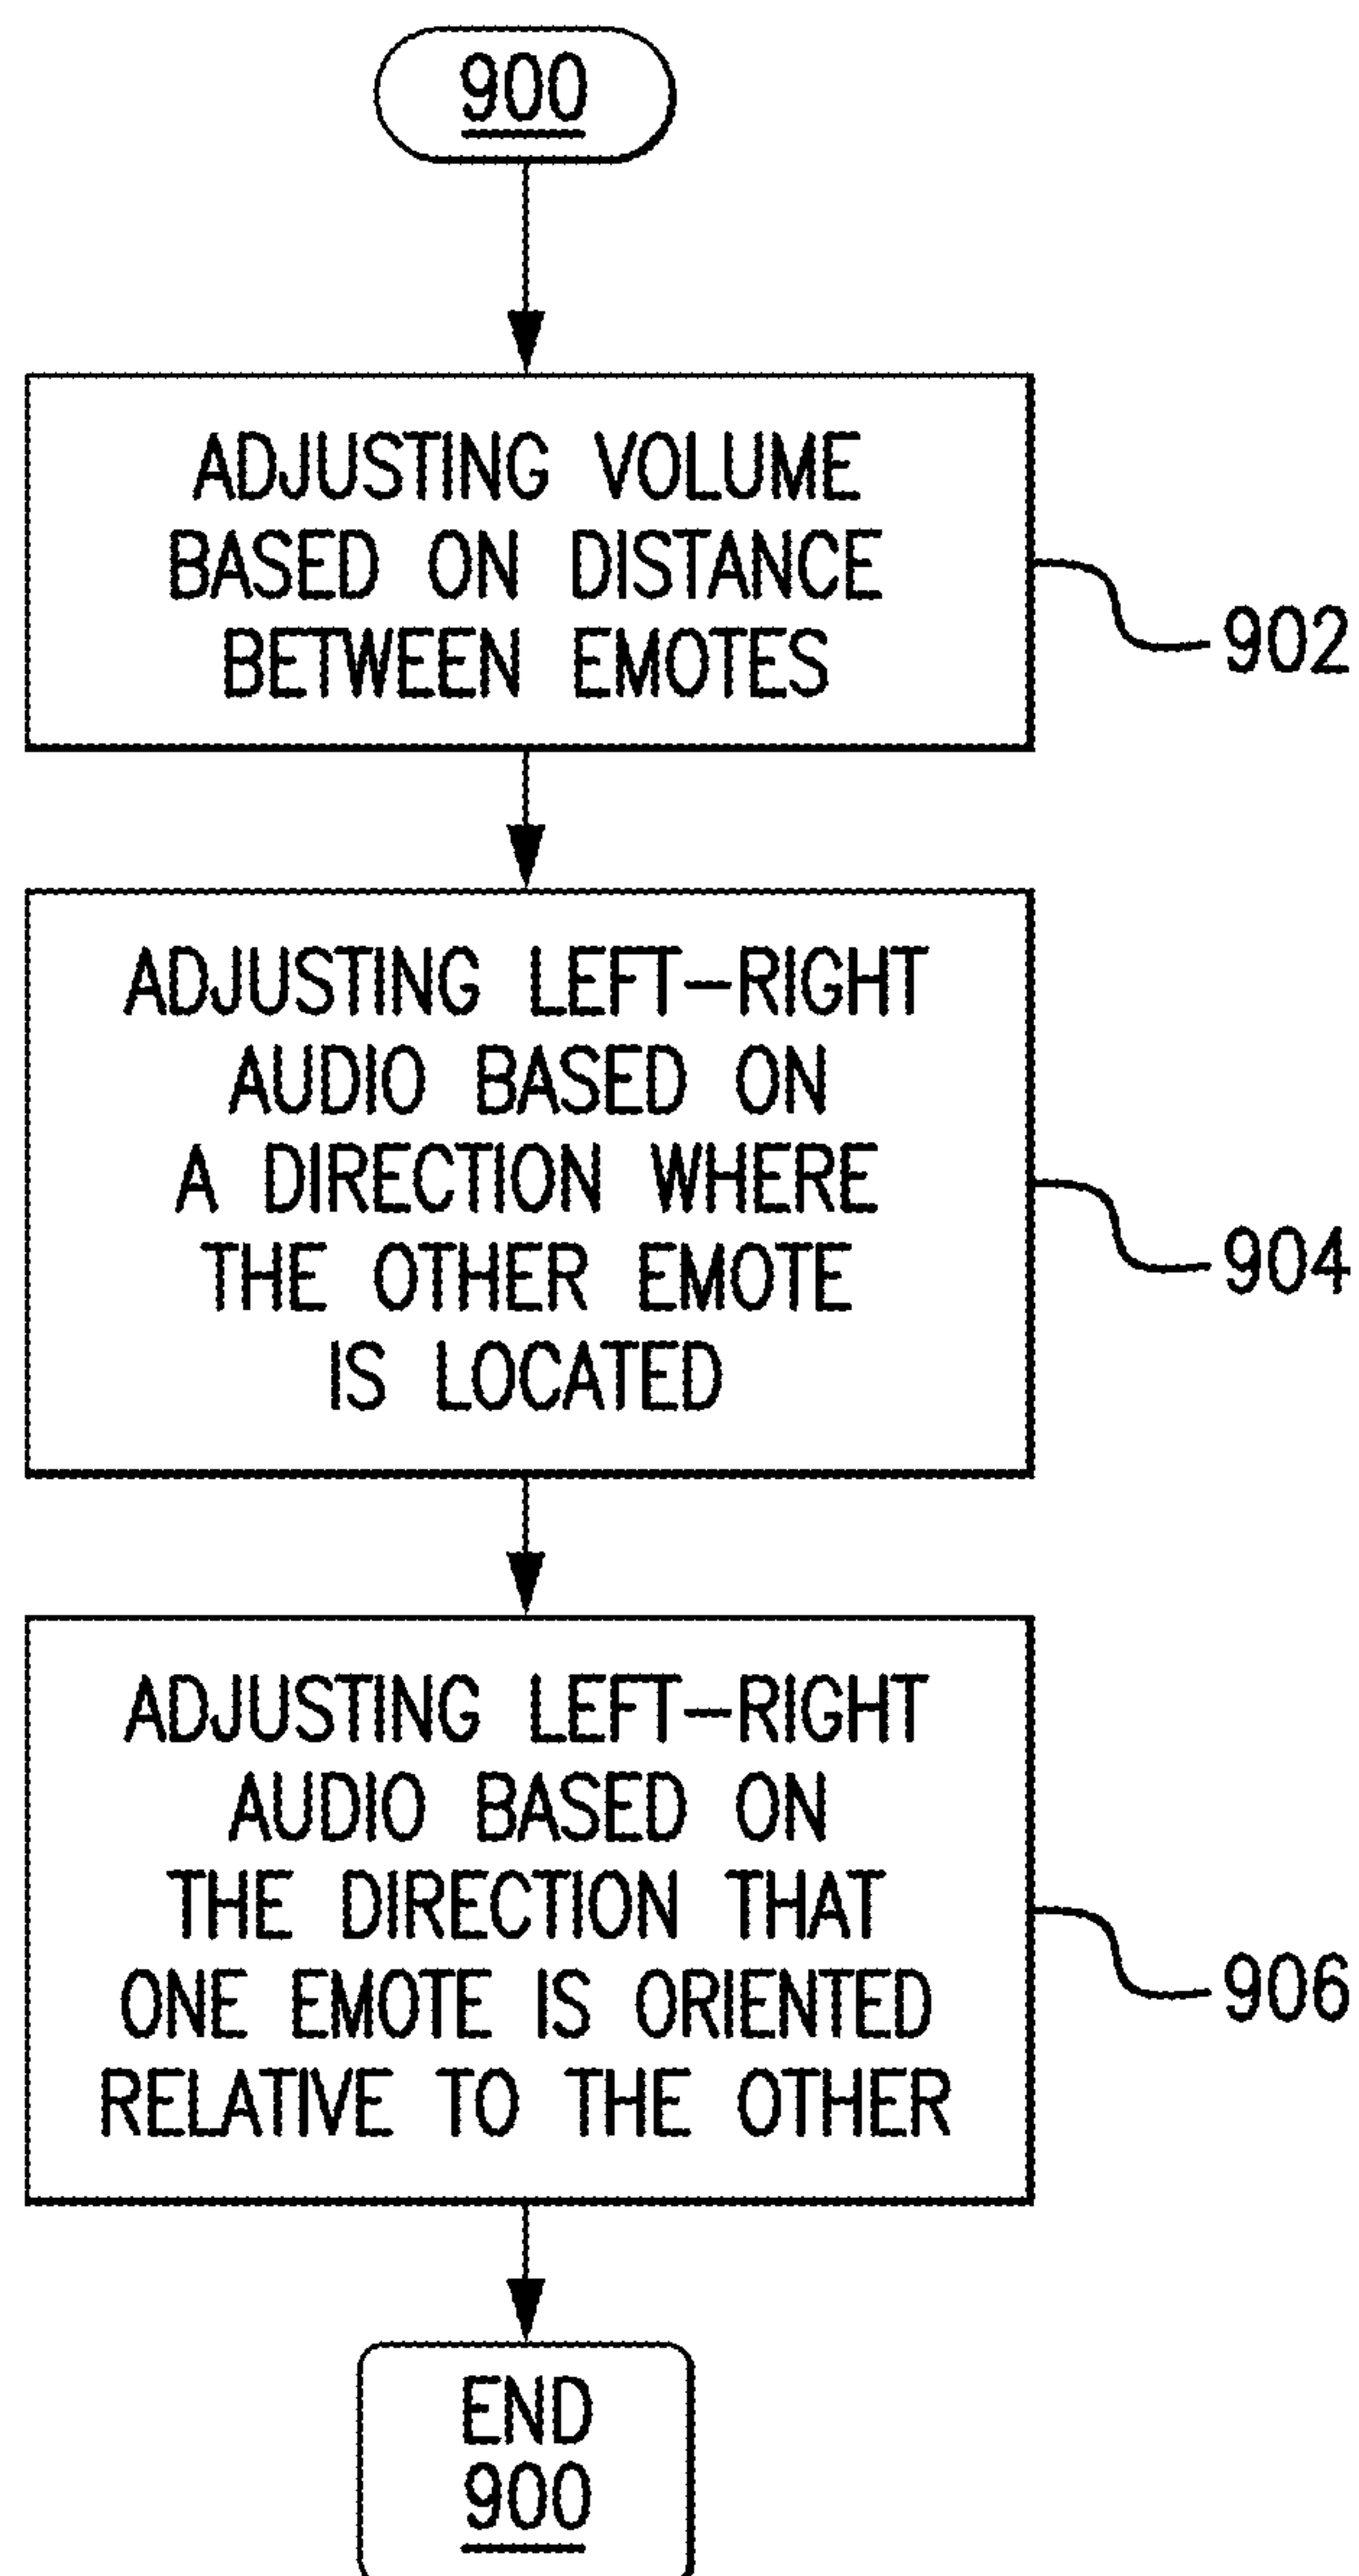 900
ADJUSTING VOLUME
BASED ON DISTANCE
BETWEEN EMOTES
902
ADJUSTING LEFT-RIGHT
AUDIO BASED ON
A DIRECTION WHERE
THE OTHER EMOTE
IS LOCATED
904
ADJUSTING LEFT-RIGHT
AUDIO BASED ON
THE DIRECTION THAT
ONE EMOTE IS ORIENTED
RELATIVE TO THE OTHER
906
END
900